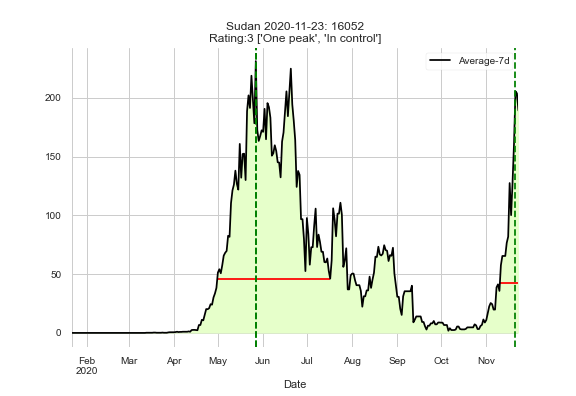 Sudan 2020-11-23: 16052
Rating:3 ['One peak', 'In control']
Average-7d
200
150
100
50
0
Feb Mar Apr May Jun Jul Aug Sep Oct Nov
2020
Date